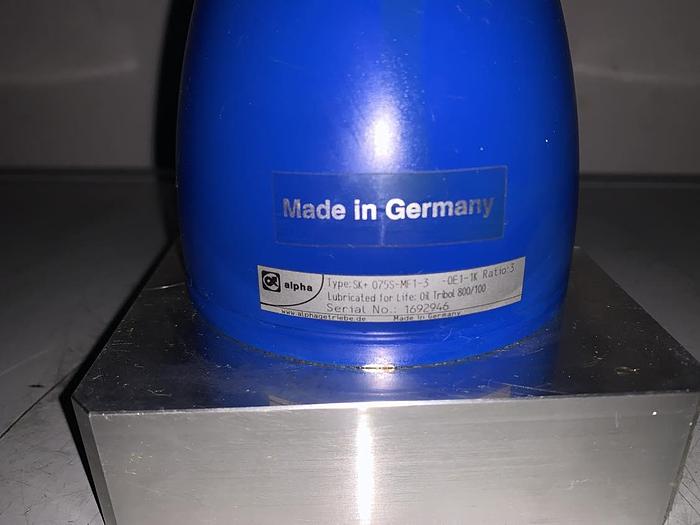 Made in Germany
alpha
Type: SK+ 075S-MF1-3 -0E1-1K Ratio:3
Lubricated for Life: Oil Tribol 800/100
Serial No.: 1692946
www.alphagetriebe.de Made in Germany